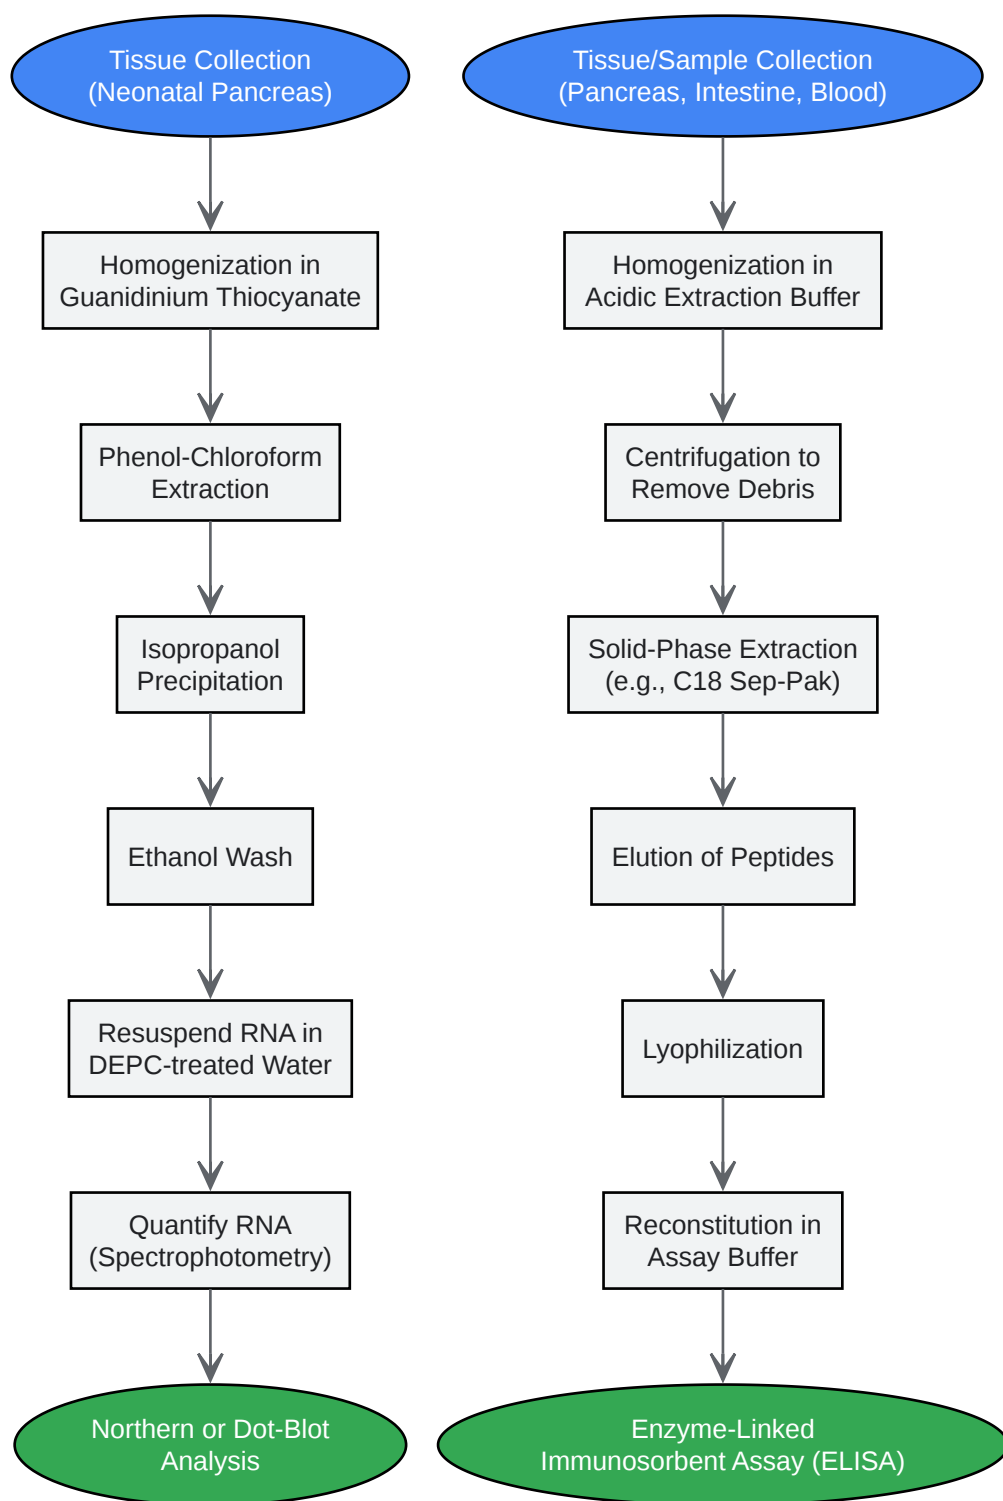 Tissue Collection
(Neonatal Pancreas)
Homogenization in
Guanidinium Thiocyanate
Phenol-Chloroform
Extraction
Isopropanol
Precipitation
Ethanol Wash
Resuspend RNA in
DEPC-treated Water
Quantify RNA
(Spectrophotometry)
Northern or Dot-Blot
Analysis
Tissue/Sample Collection
(Pancreas, Intestine, Blood)
Homogenization in
Acidic Extraction Buffer
Centrifugation to
Remove Debris
Solid-Phase Extraction
(e.g., C18 Sep-Pak)
Elution of Peptides
Lyophilization
Reconstitution in
Assay Buffer
Enzyme-Linked
Immunosorbent Assay (ELISA)